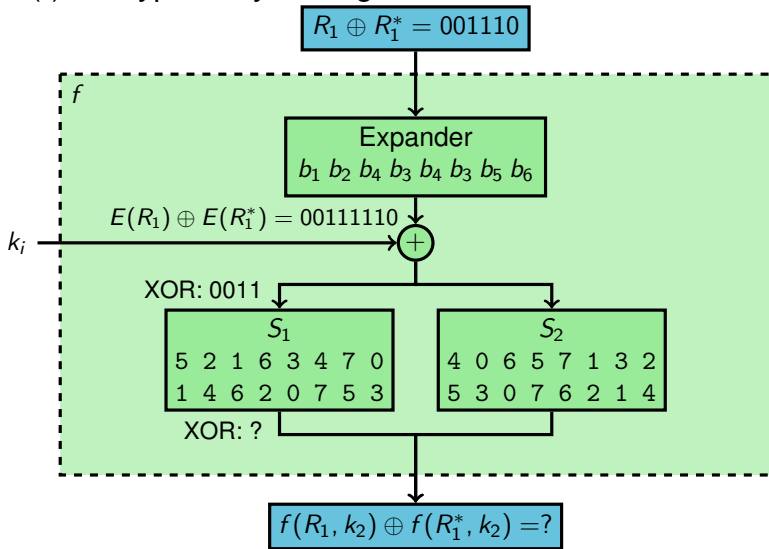 R₁ ⊕ R₁* = 001110
f
Expander
b₁ b₂ b₄ b₃ b₄ b₃ b₅ b₆
E(R₁) ⊕ E(R₁*) = 00111110
kᵢ
+
XOR: 0011
S₁
5 2 1 6 3 4 7 0
1 4 6 2 0 7 5 3
S₂
4 0 6 5 7 1 3 2
5 3 0 7 6 2 1 4
XOR: ?
f(R₁, k₂) ⊕ f(R₁*, k₂) =?